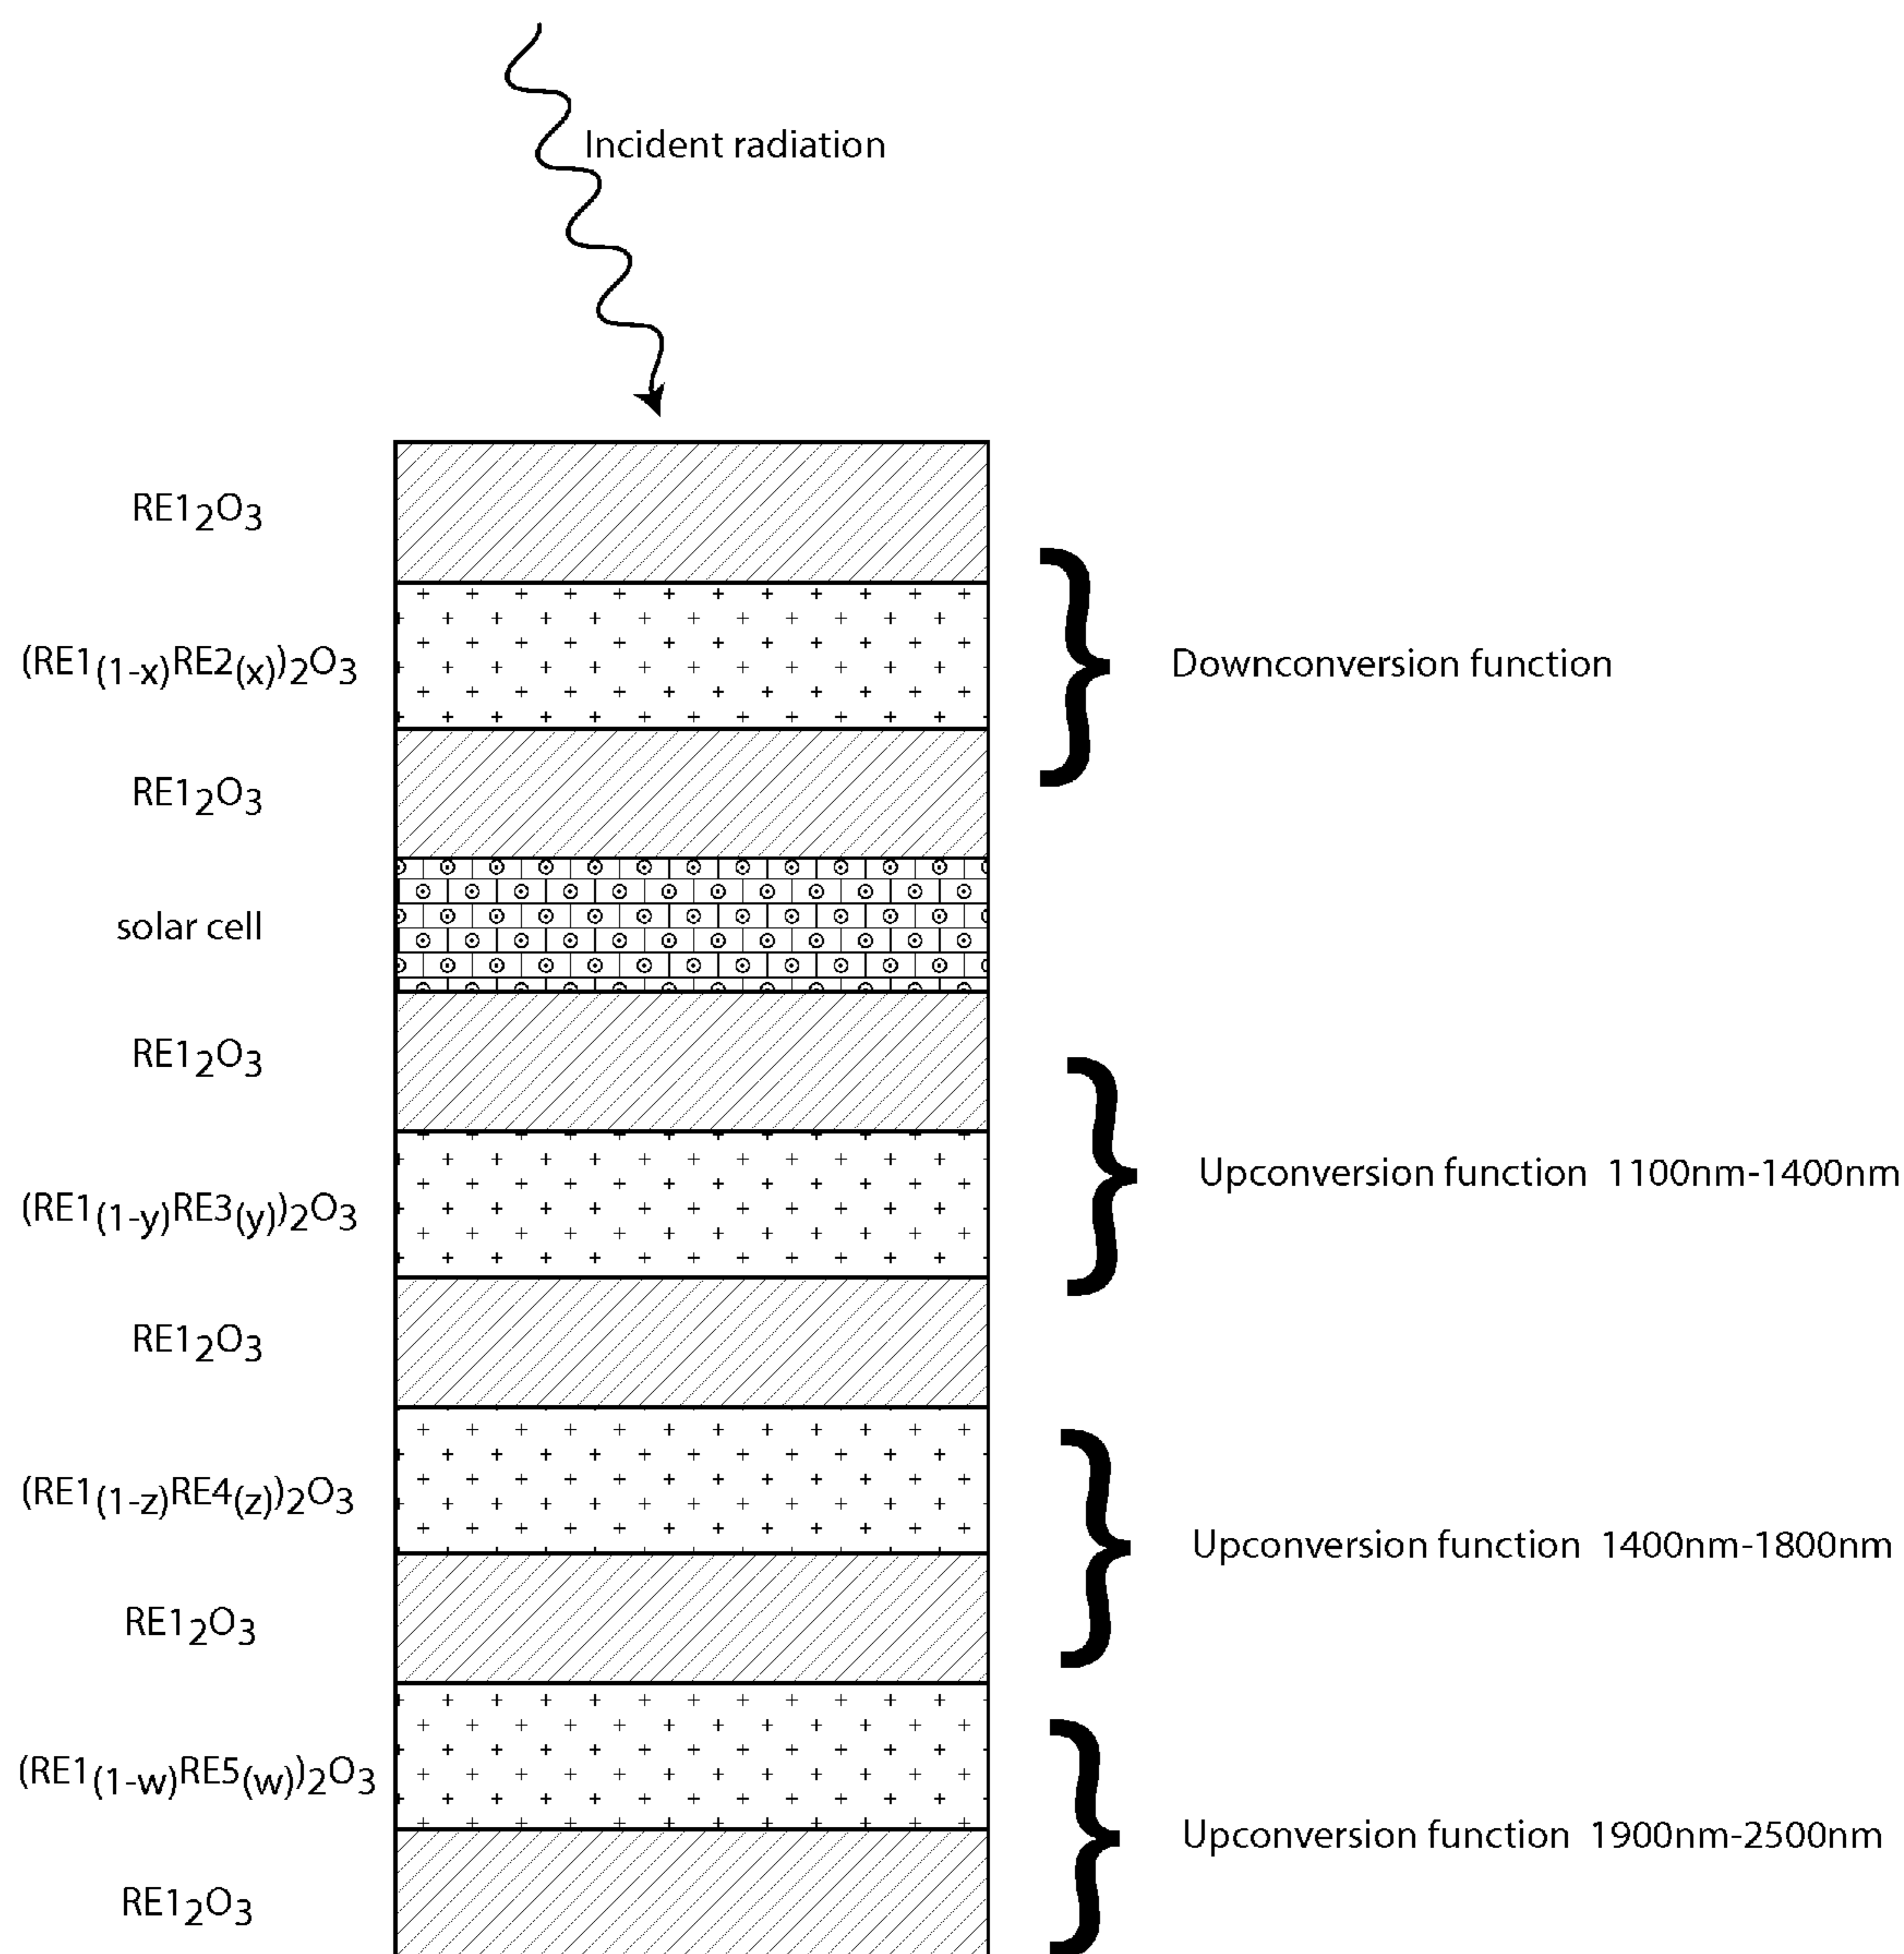 Incident radiation
RE1₂O₃
(RE1₍₁₋ₓ₎RE2₍ₓ₎)₂O₃
Downconversion function
RE1₂O₃
solar cell
RE1₂O₃
(RE1(1-y)RE3(y))₂O₃
Upconversion function 1100nm-1400nm
RE1₂O₃
(RE1(1-z)RE4(z))₂O₃
Upconversion function 1400nm-1800nm
RE1₂O₃
(RE1(1-w)RE5(w))₂O₃
Upconversion function 1900nm-2500nm
RE1₂O₃